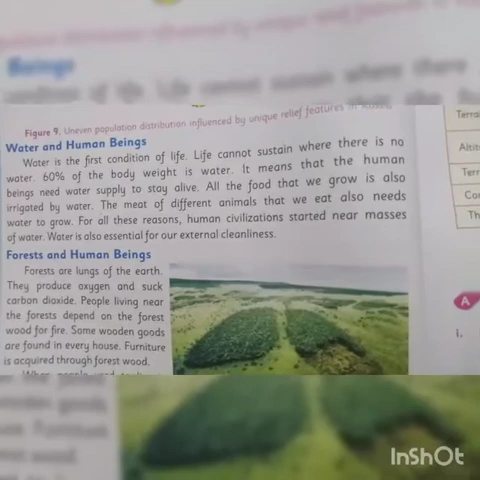 Beings
Figure 9. Uneven population distribution influenced by unique relief features in
Water and Human Beings
Water is the first condition of life. Life cannot sustain where there is no
water. 60% of the body weight is water. It means that the human
beings need water supply to stay alive. All the food that we grow is also
irrigated by water. The meat of different animals that we eat also needs
water to grow. For all these reasons, human civilizations started near masses
of water. Water is also essential for our external cleanliness.
Forests and Human Beings
Forests are lungs of the earth.
They produce oxygen and suck
carbon dioxide. People living near
the forests depend on the forest
wood for fire. Some wooden goods
are found in every house. Furniture
is acquired through forest wood.
Terra
Altit
Terr
Co
Th
A
1.
InShOt